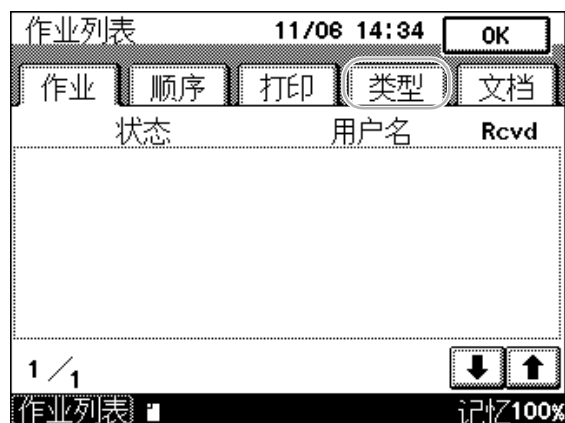 作业列表 11/06 14:34 OK
作业 顺序 打印 类型 文档
状态 用户名 Rcvd
1/1
作业列表 记忆100%